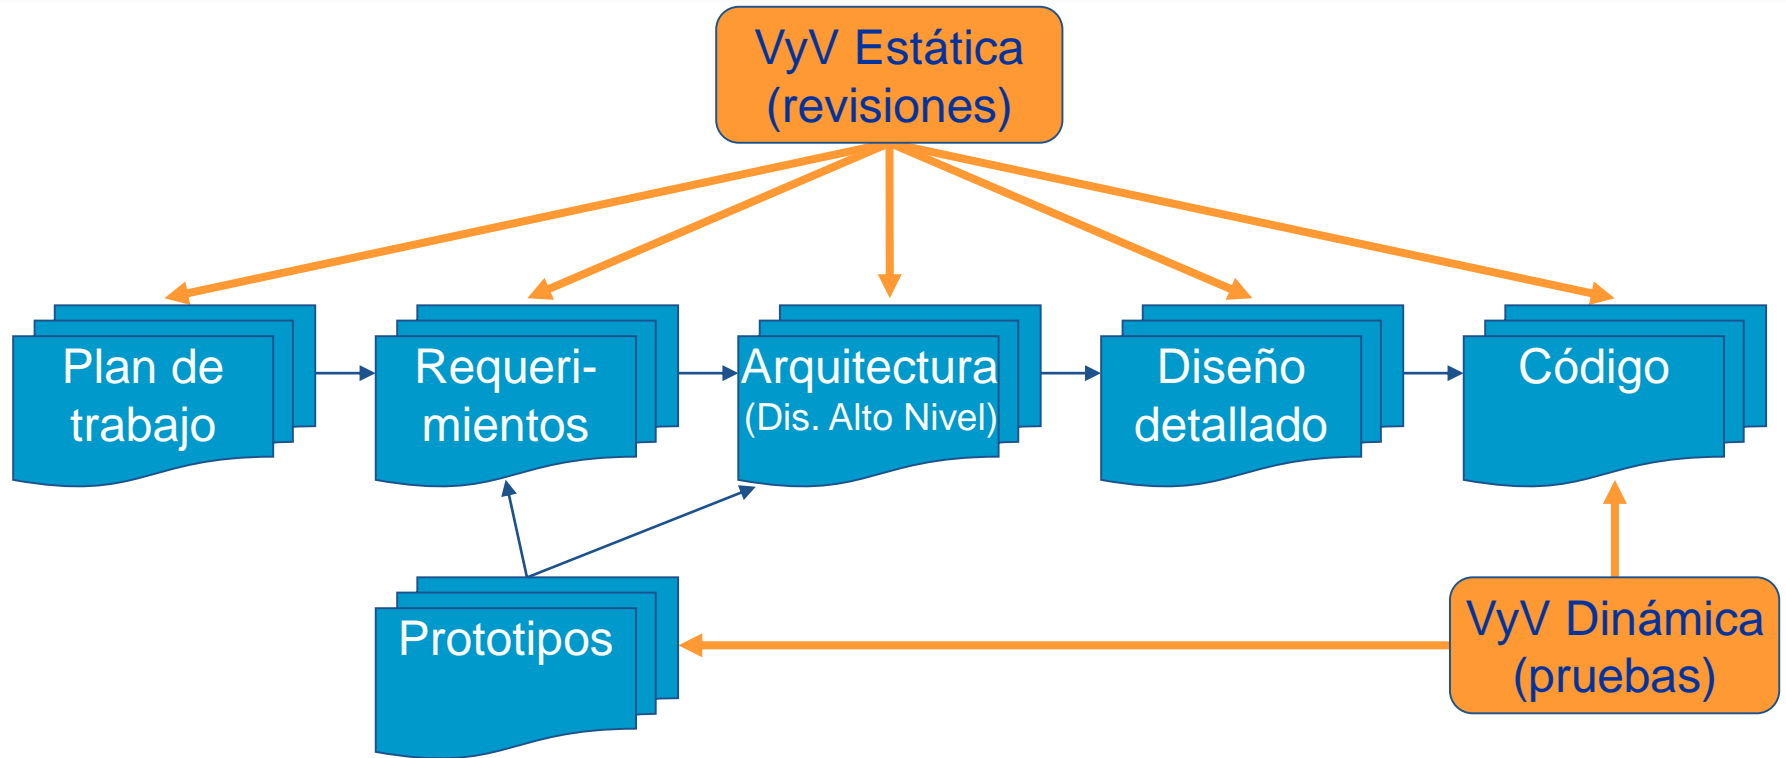 VyV Estática
(revisiones)
Plan de
trabajo
Requeri-
mientos
Arquitectura
(Dis. Alto Nivel)
Diseño
detallado
Código
Prototipos
VyV Dinámica
(pruebas)